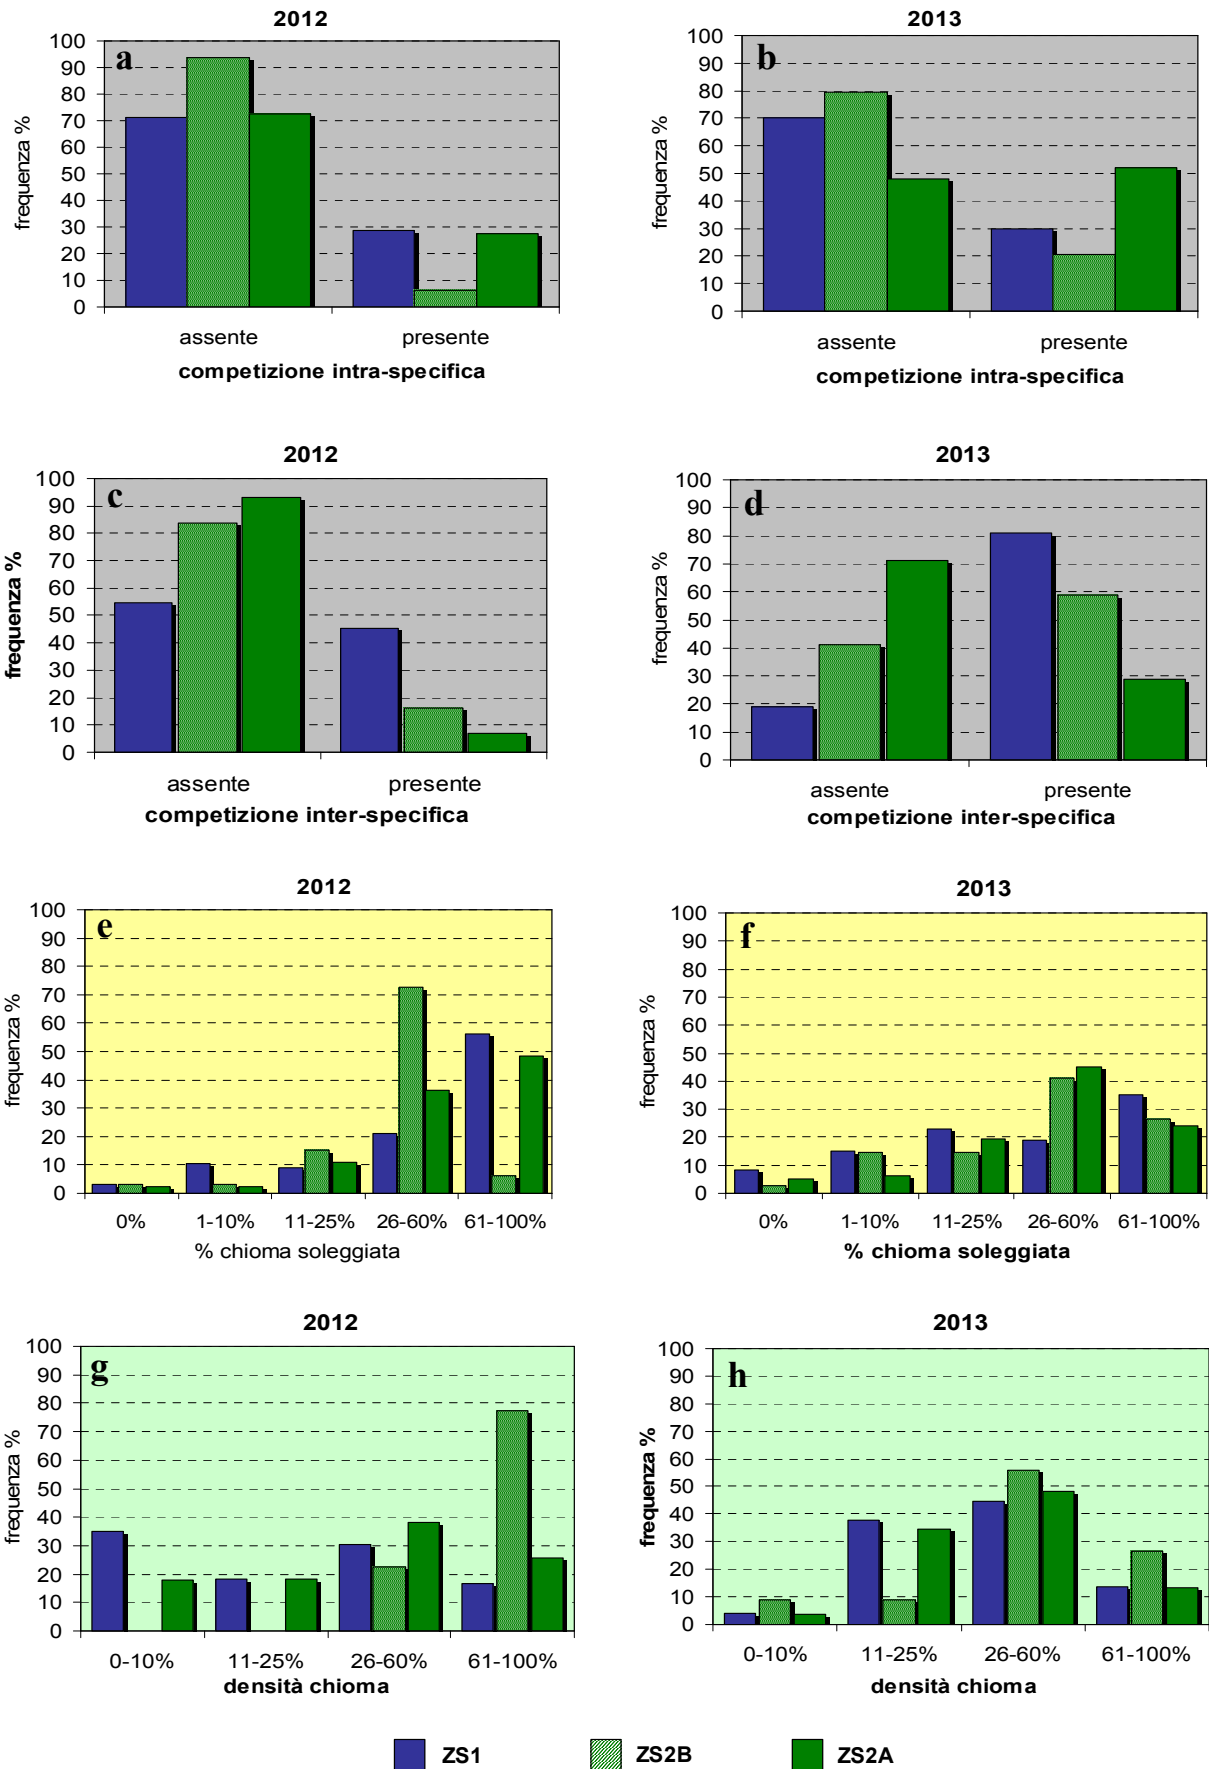 2012
a
100
90
80
70
60
50
40
30
20
10
0
frequenza %
assente presente
competizione intra-specifica
2013
b
100
90
80
70
60
50
40
30
20
10
0
frequenza %
assente presente
competizione intra-specifica
2012
c
100
90
80
70
60
50
40
30
20
10
0
frequenza %
assente presente
competizione inter-specifica
2013
d
100
90
80
70
60
50
40
30
20
10
0
frequenza %
assente presente
competizione inter-specifica
2012
e
100
90
80
70
60
50
40
30
20
10
0
frequenza %
0% 1-10% 11-25% 26-60% 61-100%
% chioma soleggiata
2013
f
100
90
80
70
60
50
40
30
20
10
0
frequenza %
0% 1-10% 11-25% 26-60% 61-100%
% chioma soleggiata
2012
g
100
90
80
70
60
50
40
30
20
10
0
frequenza %
0-10% 11-25% 26-60% 61-100%
densità chioma
2013
h
100
90
80
70
60
50
40
30
20
10
0
frequenza %
0-10% 11-25% 26-60% 61-100%
densità chioma
ZS1 ZS2B ZS2A